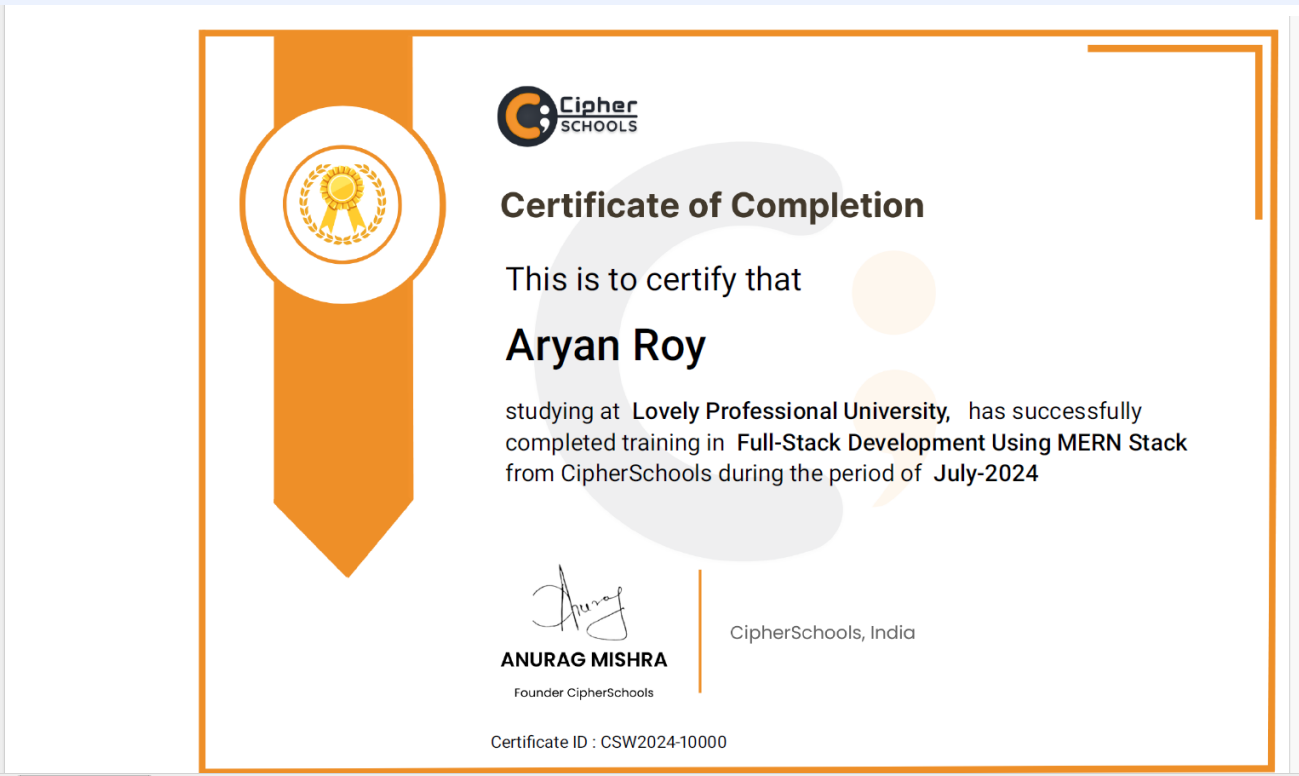 Cipher
SCHOOLS
Certificate of Completion
This is to certify that
Aryan Roy
studying at Lovely Professional University, has successfully
completed training in Full-Stack Development Using MERN Stack
from CipherSchools during the period of July-2024
Anurag
ANURAG MISHRA
Founder CipherSchools
CipherSchools, India
Certificate ID : CSW2024-10000